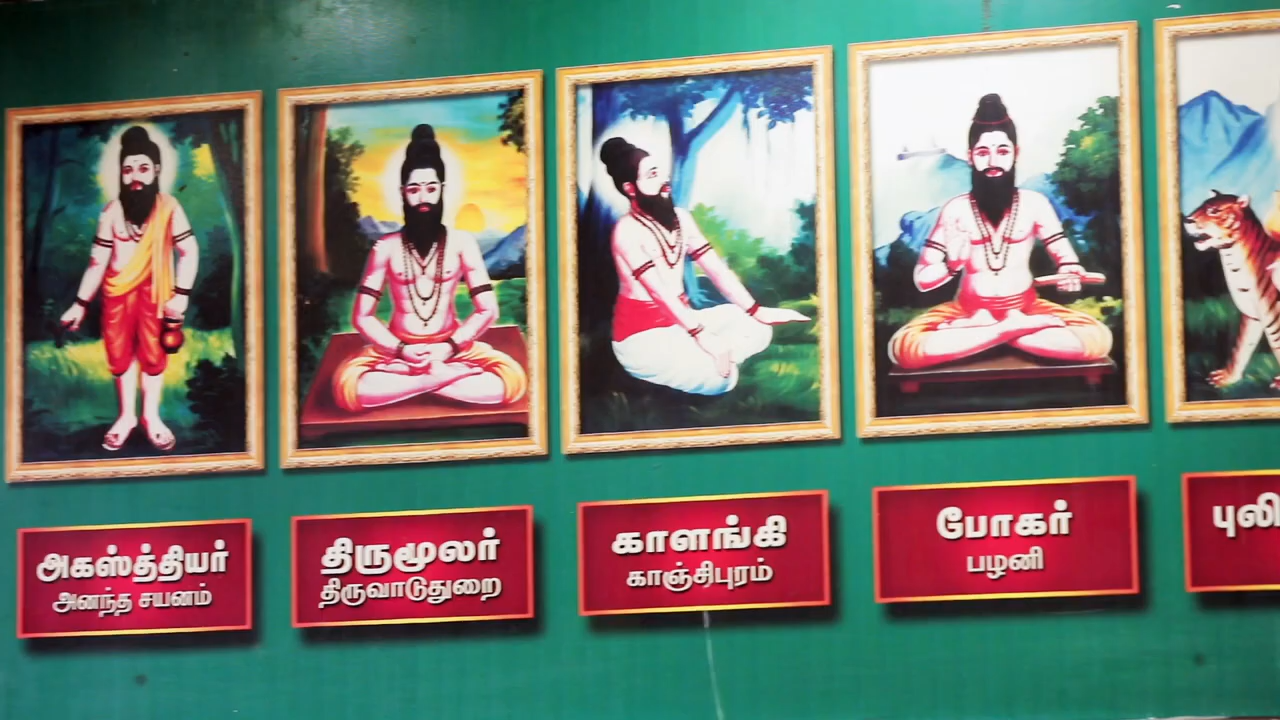 அகஸ்த்தியர்
அனந்த சயனம்
திருமூலர்
திருவாடுதுறை
காளங்கி
காஞ்சிபுரம்
போகர்
பழனி